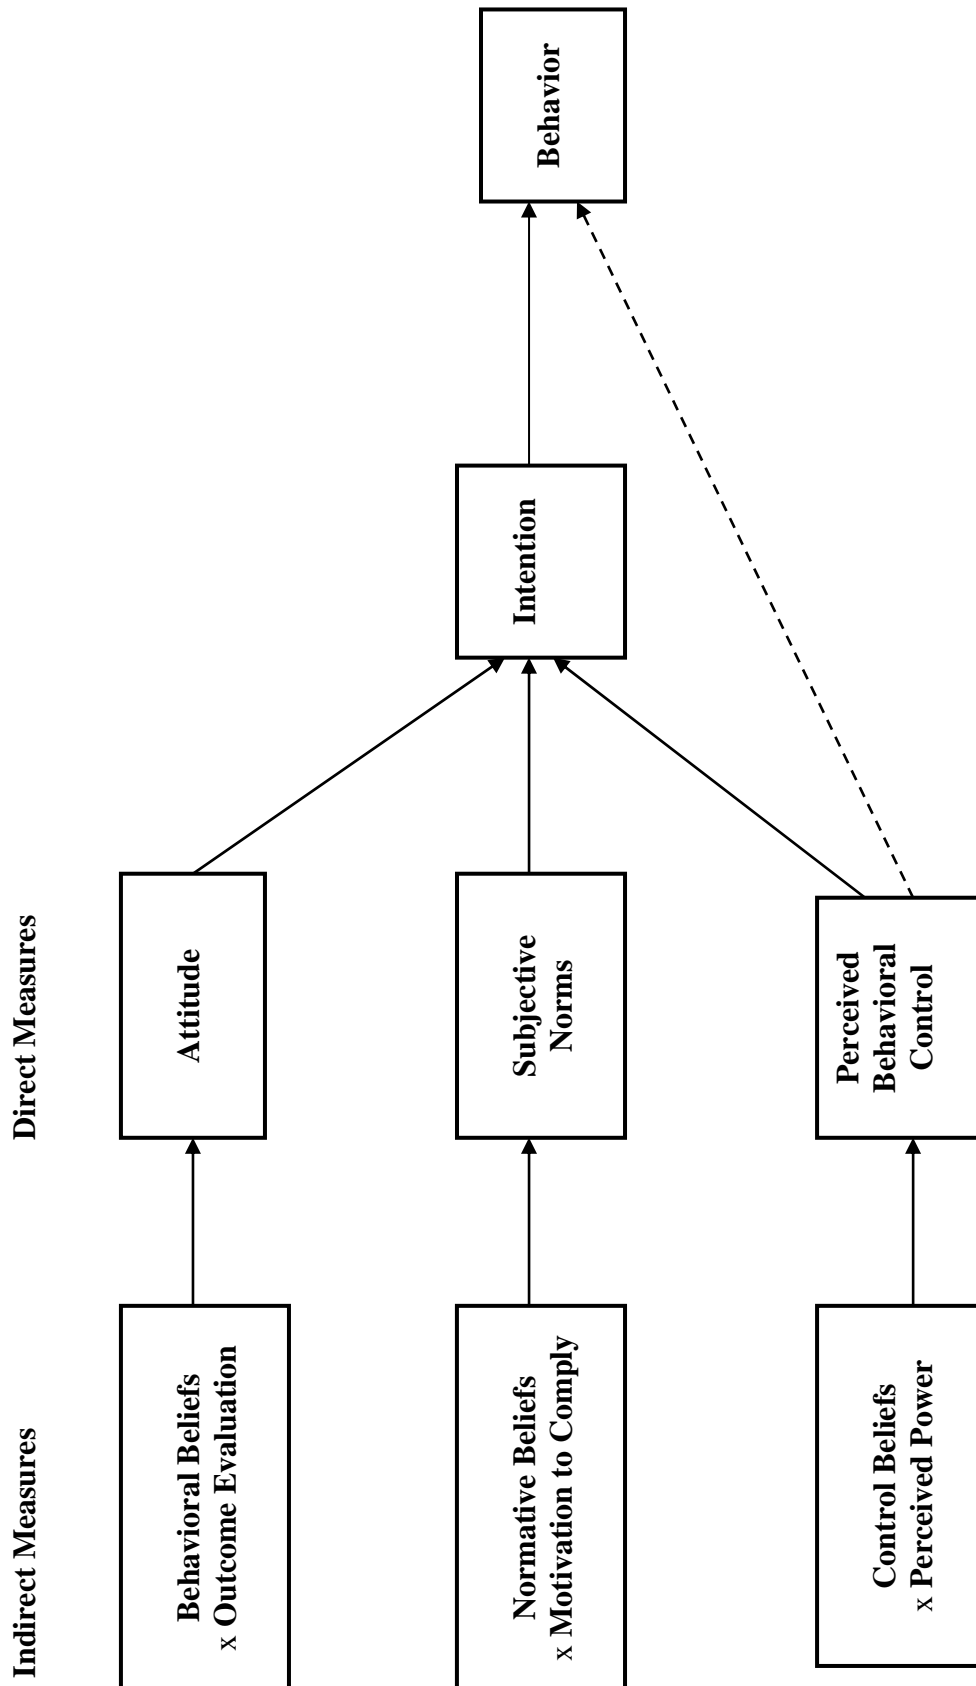 Indirect Measures
Direct Measures
Behavioral Beliefs
x Outcome Evaluation
Attitude
Normative Beliefs
x Motivation to Comply
Subjective
Norms
Intention
Behavior
Control Beliefs
x Perceived Power
Perceived
Behavioral
Control